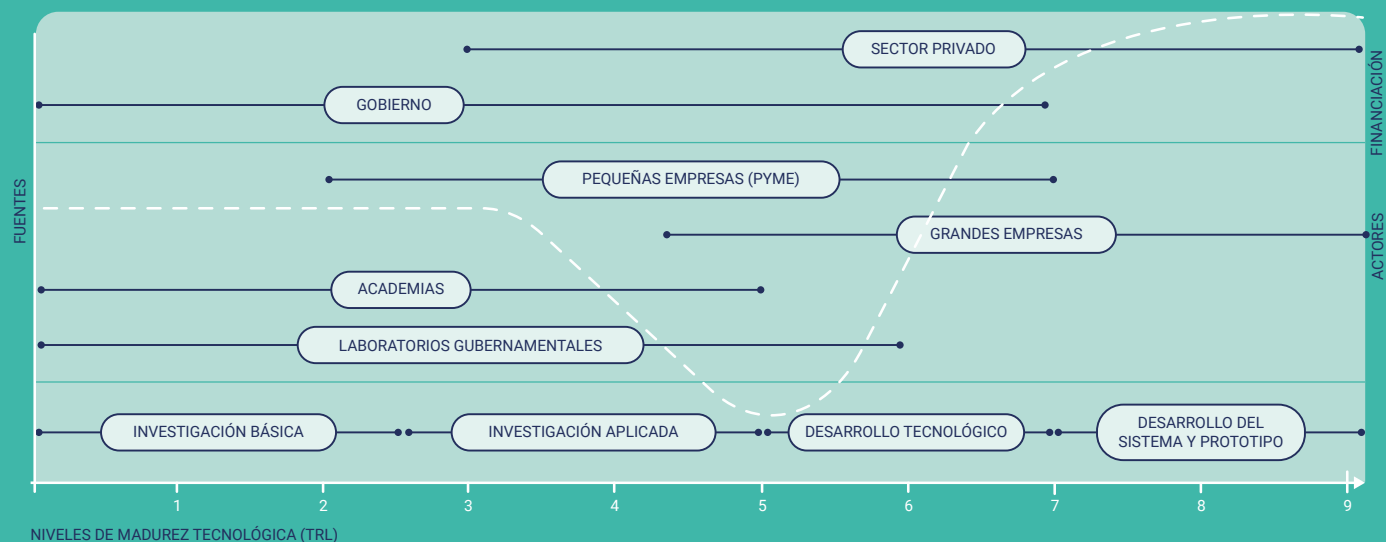 SECTOR PRIVADO
GOBIERNO
FINANCIACIÓN
PEQUEÑAS EMPRESAS (PYME)
FUENTES
GRANDES EMPRESAS
ACTORES
ACADEMIAS
LABORATORIOS GUBERNAMENTALES
INVESTIGACIÓN BÁSICA
INVESTIGACIÓN APLICADA
DESARROLLO TECNOLÓGICO
DESARROLLO DEL
SISTEMA Y PROTOTIPO
1 2 3 4 5 6 7 8 9
NIVELES DE MADUREZ TECNOLÓGICA (TRL)